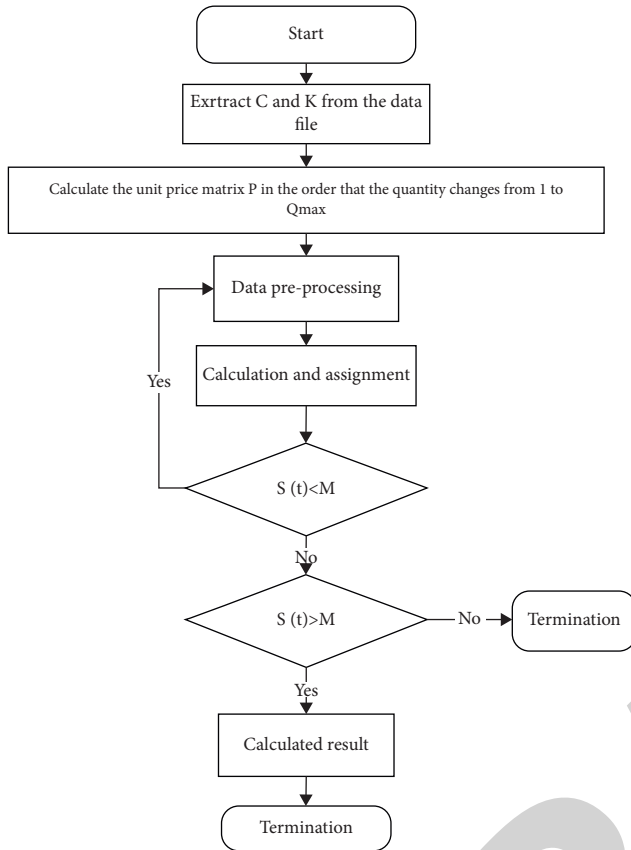 Start
Exrtract C and K from the data
file
Calculate the unit price matrix P in the order that the quantity changes from 1 to
Qmax
Data pre-processing
Calculation and assignment
Yes
S (t)<M
No
S (t)>M
No
Termination
Yes
Calculated result
Termination